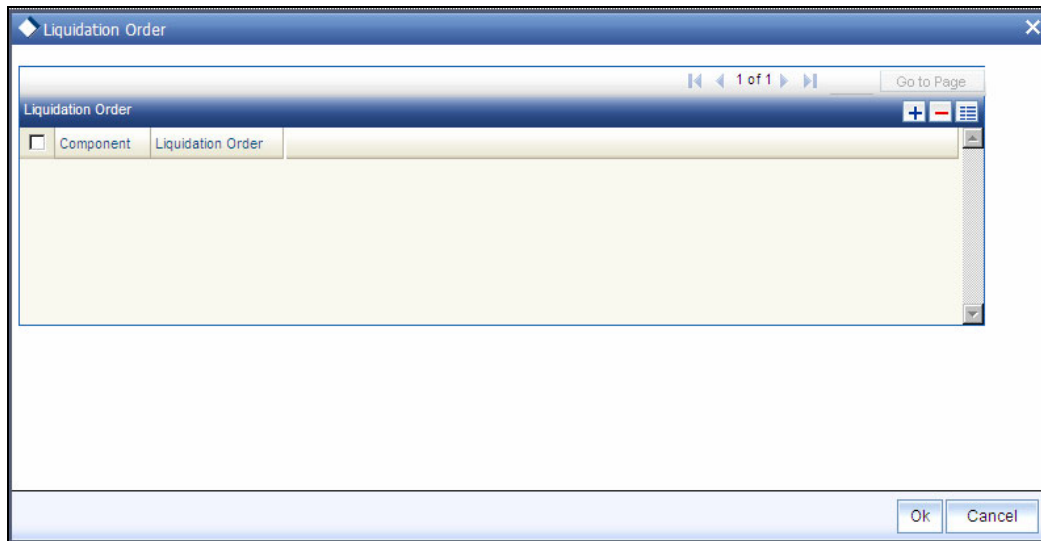 Liquidation Order
1 of 1 Go to Page
Liquidation Order
Component Liquidation Order
Ok Cancel